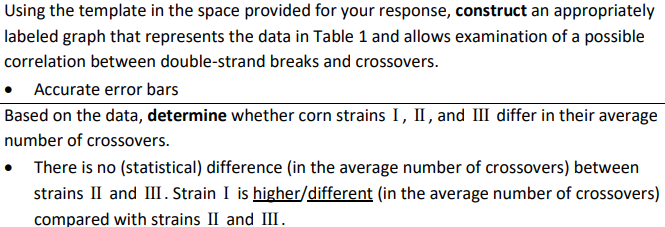 Using the template in the space provided for your response, construct an appropriately
labeled graph that represents the data in Table 1 and allows examination of a possible
correlation between double-strand breaks and crossovers.
• Accurate error bars
Based on the data, determine whether corn strains I, II, and III differ in their average
number of crossovers.
• There is no (statistical) difference (in the average number of crossovers) between
strains II and III. Strain I is higher/different (in the average number of crossovers)
compared with strains II and III.